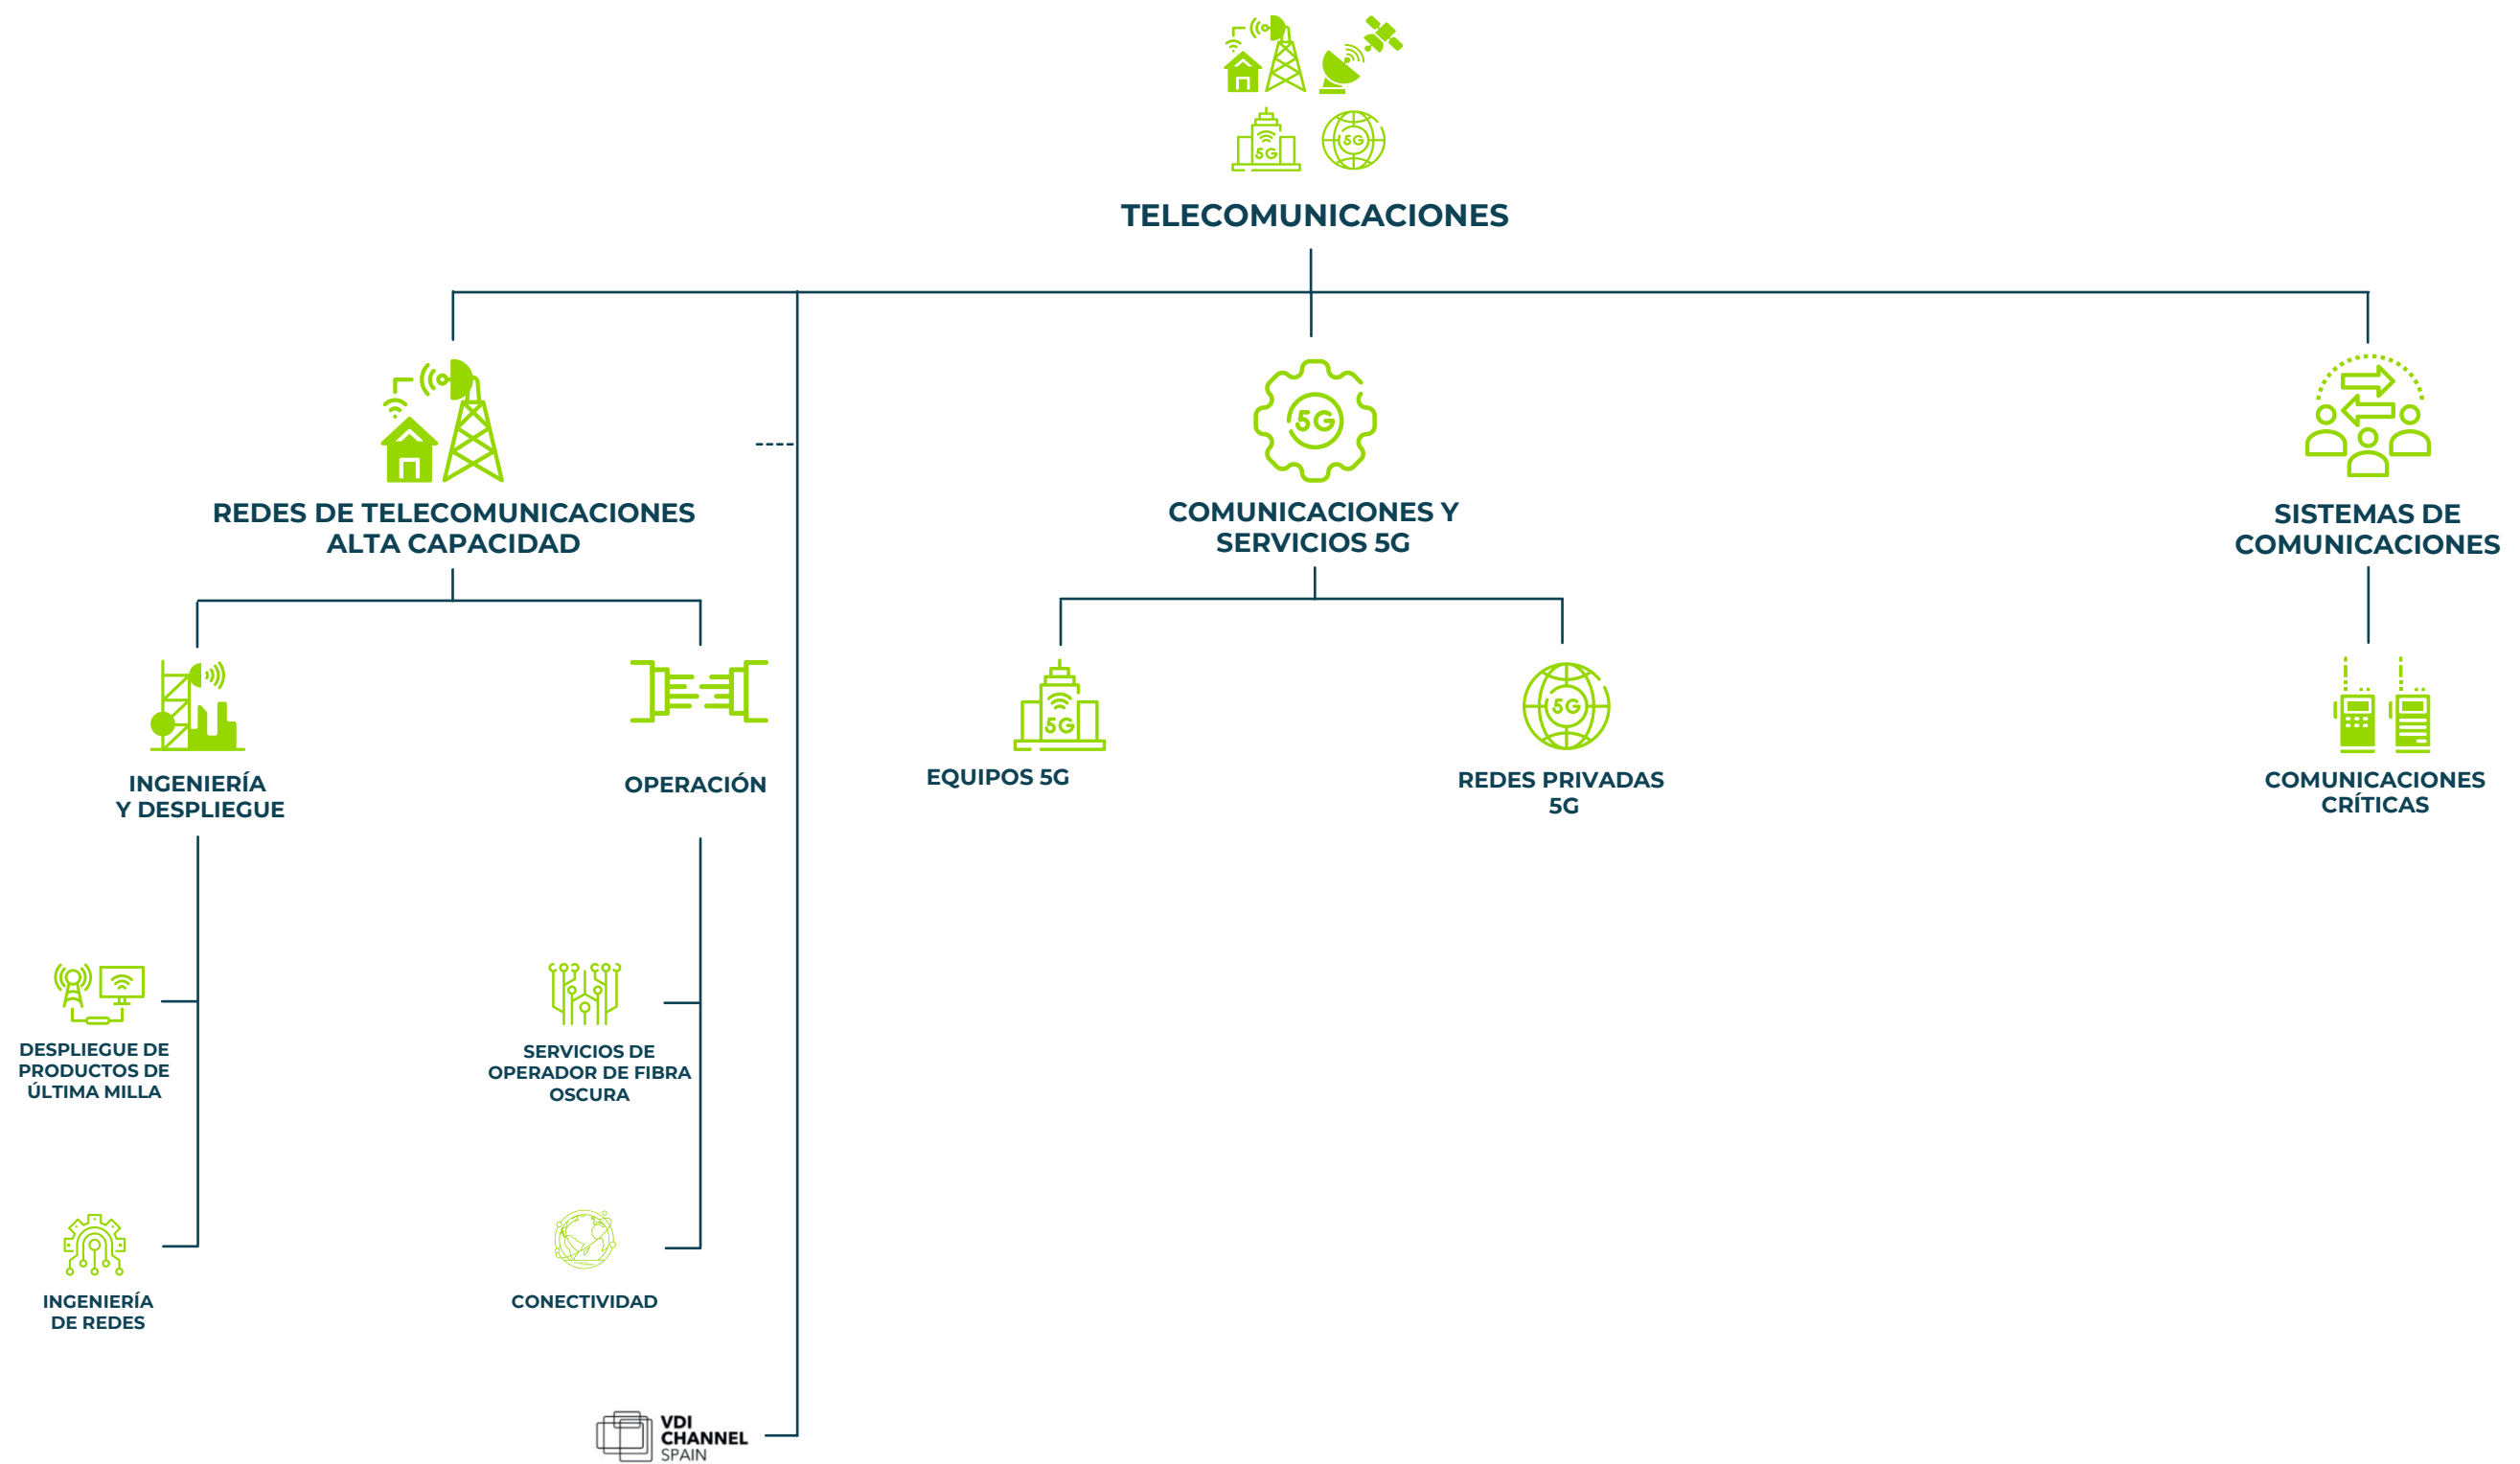 5G
5G
TELECOMUNICACIONES
5G
REDES DE TELECOMUNICACIONES
ALTA CAPACIDAD
COMUNICACIONES Y
SERVICIOS 5G
SISTEMAS DE
COMUNICACIONES
5G
5G
INGENIERÍA
Y DESPLIEGUE
OPERACIÓN
EQUIPOS 5G
REDES PRIVADAS
5G
COMUNICACIONES
CRÍTICAS
DESPLIEGUE DE
PRODUCTOS DE
ÚLTIMA MILLA
SERVICIOS DE
OPERADOR DE FIBRA
OSCURA
INGENIERÍA
DE REDES
CONECTIVIDAD
VDI
CHANNEL
SPAIN